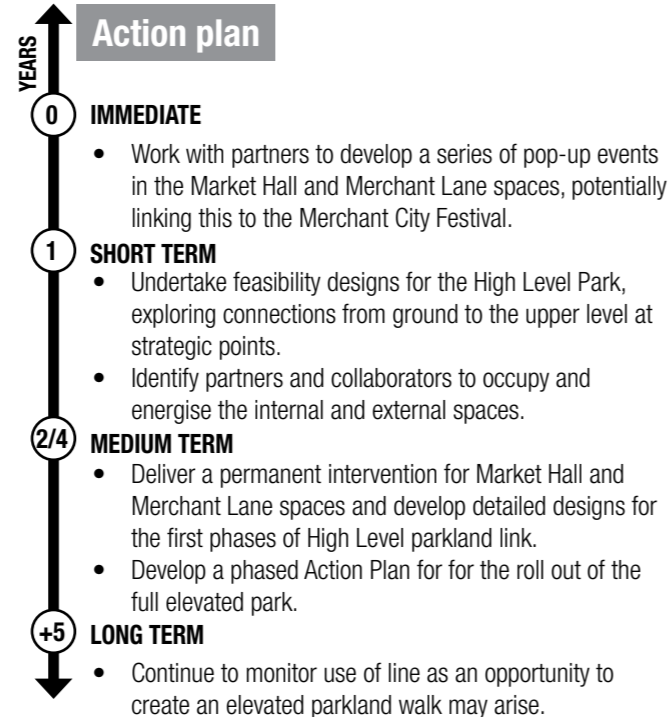 Action plan
YEARS
0
IMMEDIATE
• Work with partners to develop a series of pop-up events
in the Market Hall and Merchant Lane spaces, potentially
linking this to the Merchant City Festival.
1
SHORT TERM
• Undertake feasibility designs for the High Level Park,
exploring connections from ground to the upper level at
strategic points.
• Identify partners and collaborators to occupy and
energise the internal and external spaces.
2/4
MEDIUM TERM
• Deliver a permanent intervention for Market Hall and
Merchant Lane spaces and develop detailed designs for
the first phases of High Level parkland link.
• Develop a phased Action Plan for for the roll out of the
full elevated park.
+5
LONG TERM
• Continue to monitor use of line as an opportunity to
create an elevated parkland walk may arise.